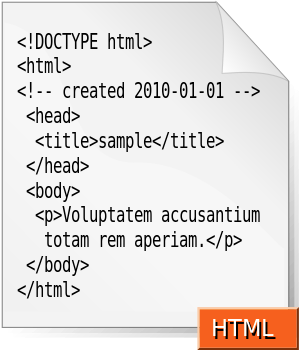 <!DOCTYPE html>
<html>
<!-- created 2010-01-01 -->
 <head>
  <title>sample</title>
 </head>
 <body>
  <p>Voluptatem accusantium
   totam rem aperiam.</p>
 </body>
</html>
HTML